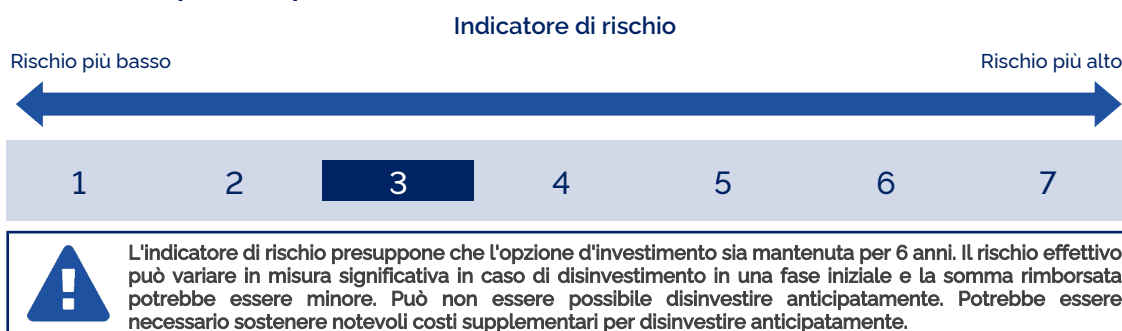 Indicatore di rischio
Rischio più basso Rischio più alto
1 2 3 4 5 6 7
L'indicatore di rischio presuppone che l'opzione d'investimento sia mantenuta per 6 anni. Il rischio effettivo
può variare in misura significativa in caso di disinvestimento in una fase iniziale e la somma rimborsata
potrebbe essere minore. Può non essere possibile disinvestire anticipatamente. Potrebbe essere
necessario sostenere notevoli costi supplementari per disinvestire anticipatamente.